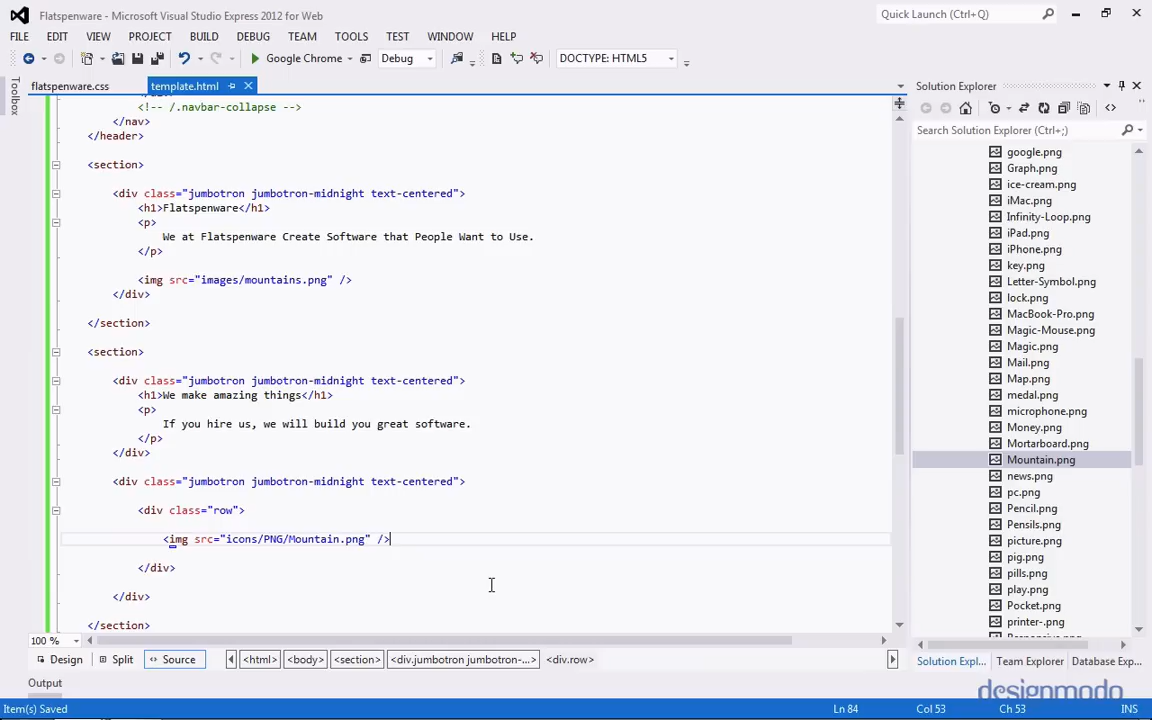 Flatspenware - Microsoft Visual Studio Express 2012 for Web
Quick Launch (Ctrl+Q)
FILE EDIT VIEW PROJECT BUILD DEBUG TEAM TOOLS TEST WINDOW HELP
Google Chrome Debug DOCTYPE: HTML5
Toolbox
flatspenware.css template.html
<!-- /.navbar-collapse -->
</nav>
</header>
<section>
<div class="jumbotron jumbotron-midnight text-centered">
<h1>Flatspenware</h1>
<p>
We at Flatspenware Create Software that People Want to Use.
</p>
<img src="images/mountains.png" />
</div>
</section>
<section>
<div class="jumbotron jumbotron-midnight text-centered">
<h1>We make amazing things</h1>
<p>
If you hire us, we will build you great software.
</p>
</div>
<div class="jumbotron jumbotron-midnight text-centered">
<div class="row">
<img src="icons/PNG/Mountain.png" />
</div>
</div>
</section>
100 %
Design Split Source <html> <body> <section> <div.jumbotron jumbotron-...> <div.row>
Output
Item(s) Saved Ln 84 Col 53 Ch 53 INS
Solution Explorer
Search Solution Explorer (Ctrl+;)
google.png
Graph.png
ice-cream.png
iMac.png
Infinity-Loop.png
iPad.png
iPhone.png
key.png
Letter-Symbol.png
lock.png
MacBook-Pro.png
Magic-Mouse.png
Magic.png
Mail.png
Map.png
medal.png
microphone.png
Money.png
Mortarboard.png
Mountain.png
news.png
pc.png
Pencil.png
Pensils.png
picture.png
pig.png
pills.png
play.png
Pocket.png
printer-.png
Solution Expl... Team Explorer Database Exp...
designmodo